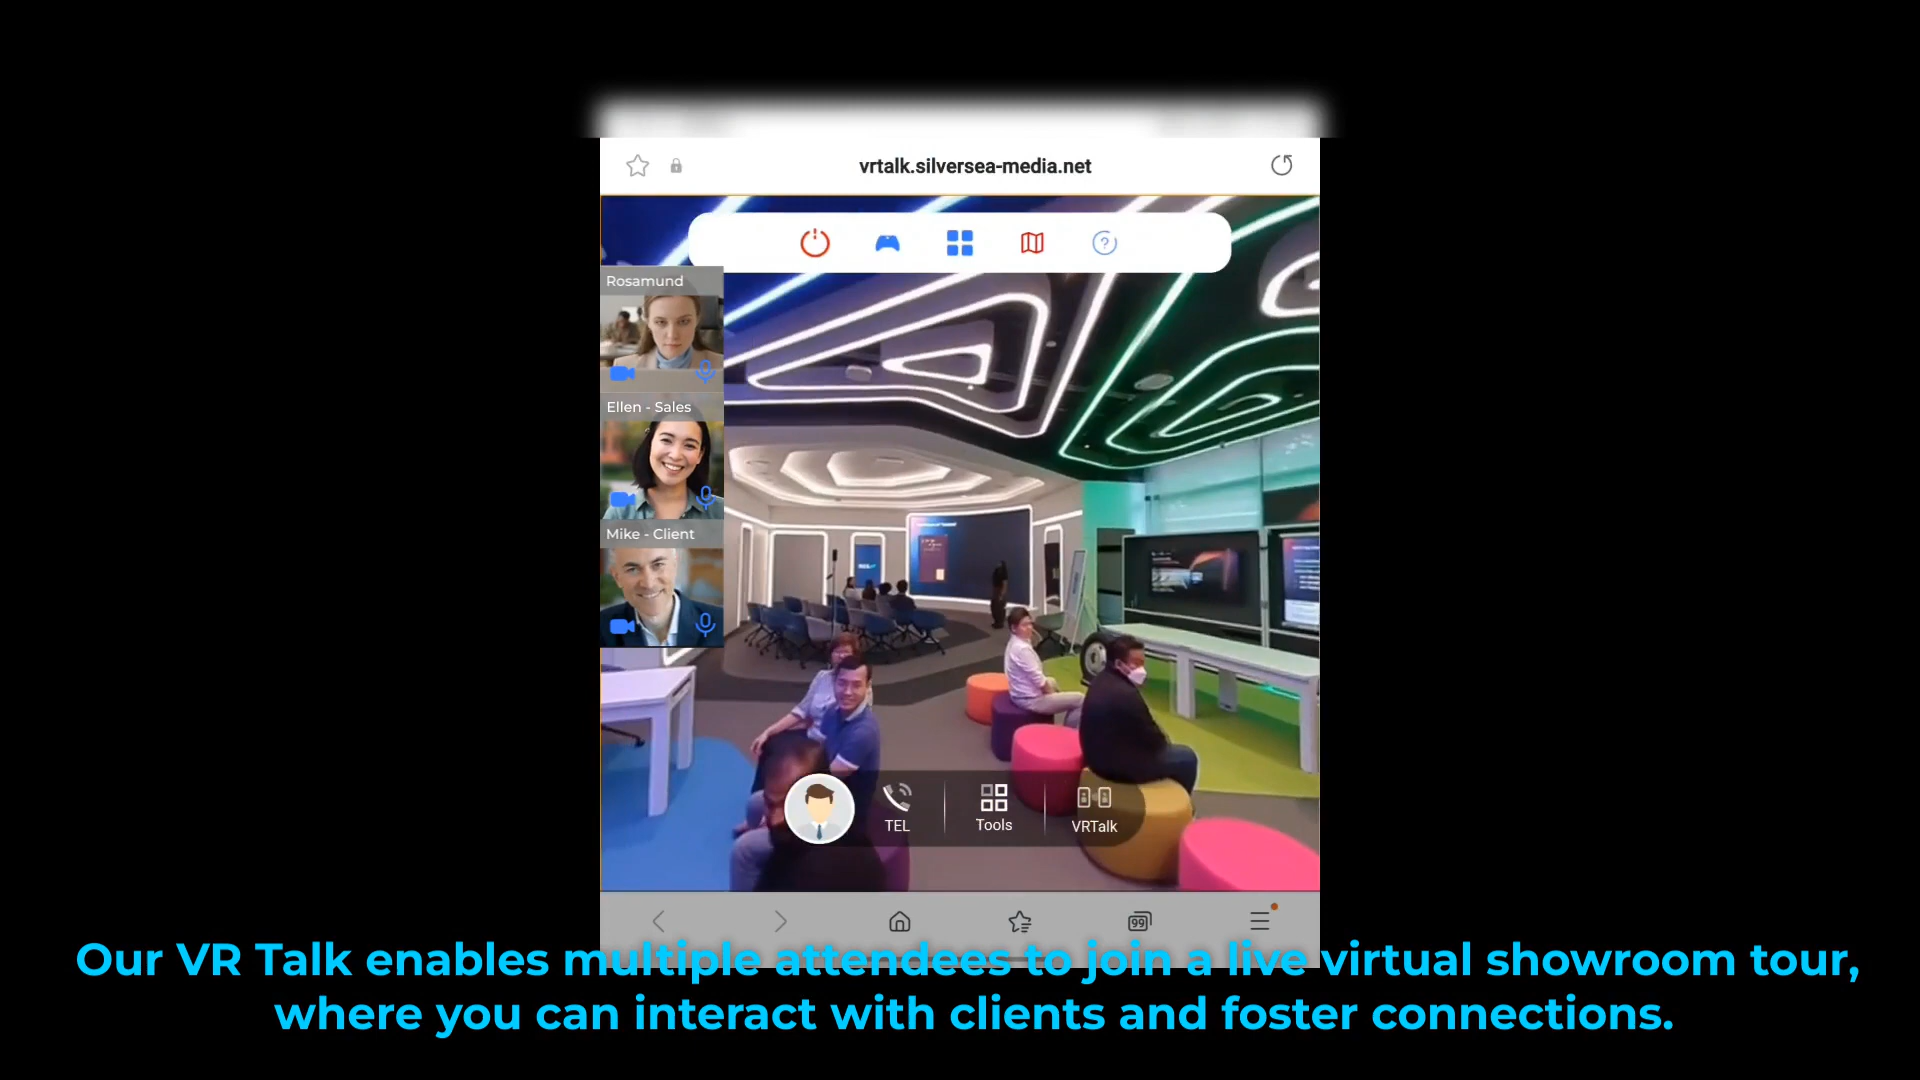 vrtalk.silversea-media.net
Rosamund
Ellen - Sales
Mike - Client
TEL
Tools
VRTalk
99
Our VR Talk enables multiple attendees to join a live virtual showroom tour,
where you can interact with clients and foster connections.